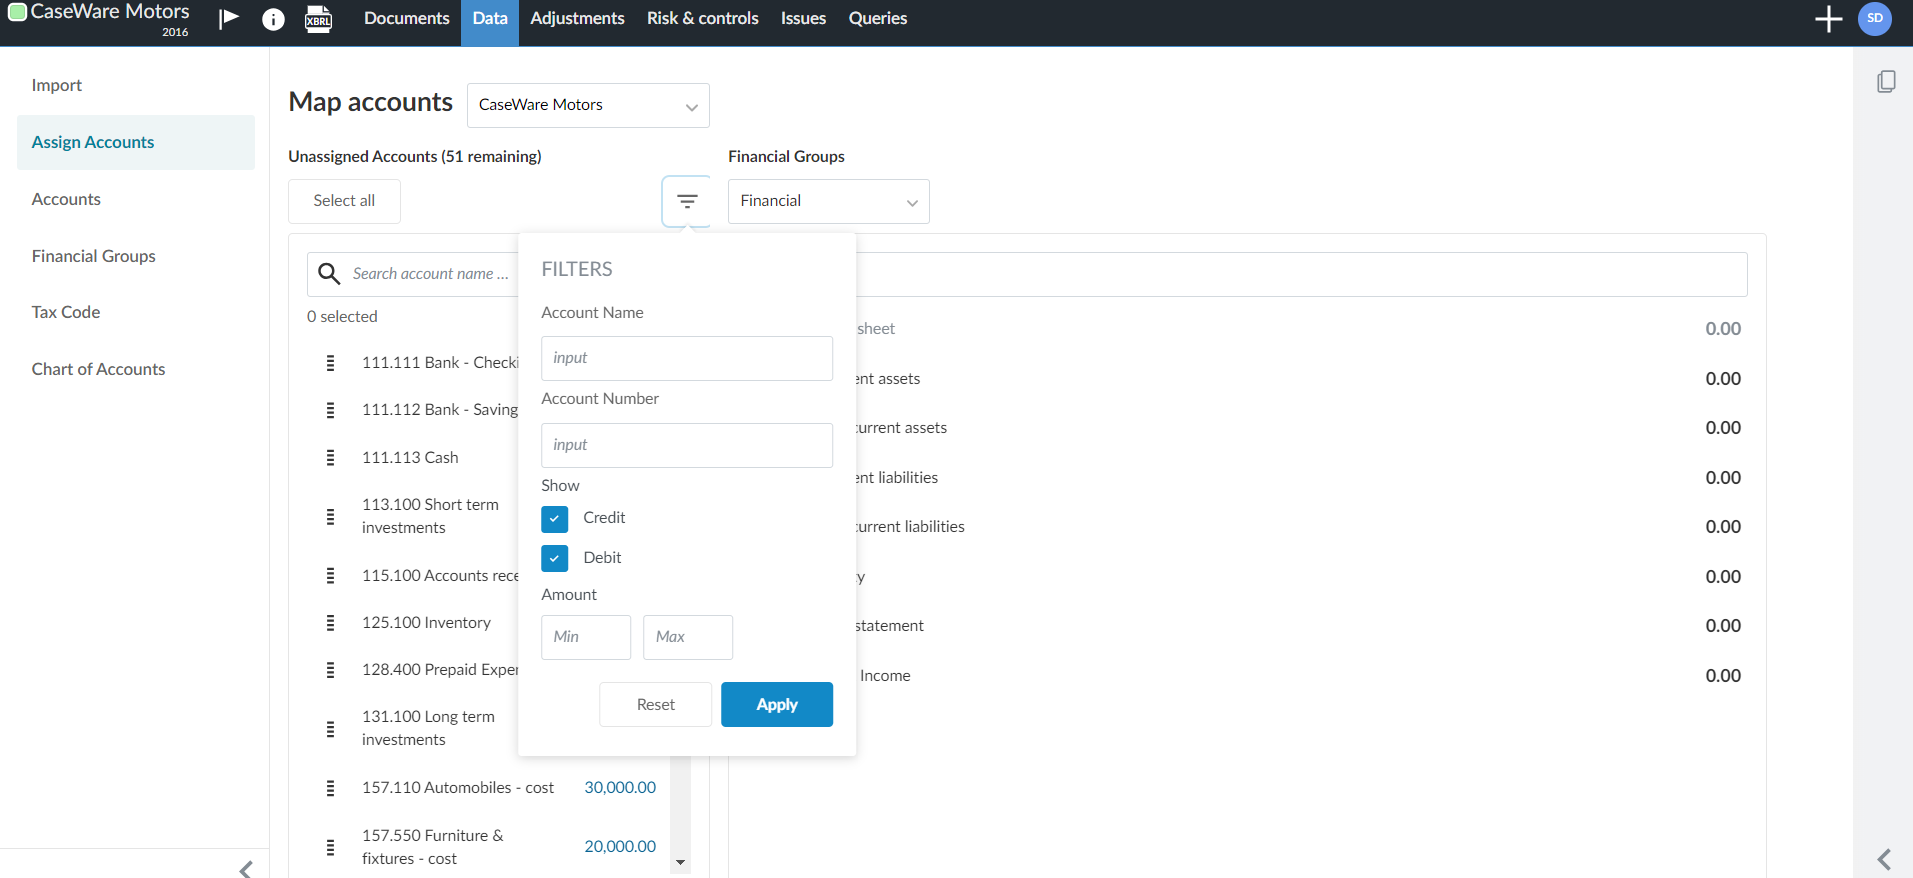 CaseWare Motors
2016
XBRL
Documents
Data
Adjustments
Risk & controls
Issues
Queries
SD
Import
Assign Accounts
Accounts
Financial Groups
Tax Code
Chart of Accounts
Map accounts
CaseWare Motors
Unassigned Accounts (51 remaining)
Financial Groups
Select all
Financial
Search account name ...
0 selected
111.111 Bank - Checki
111.112 Bank - Saving
111.113 Cash
113.100 Short term
investments
115.100 Accounts rece
125.100 Inventory
128.400 Prepaid Exper
131.100 Long term
investments
157.110 Automobiles - cost 30,000.00
157.550 Furniture &
fixtures - cost 20,000.00
FILTERS
Account Name
input
Account Number
input
Show
Credit
Debit
Amount
Min Max
Reset Apply
sheet 0.00
ent assets 0.00
current assets 0.00
ent liabilities 0.00
current liabilities 0.00
y 0.00
statement 0.00
Income 0.00